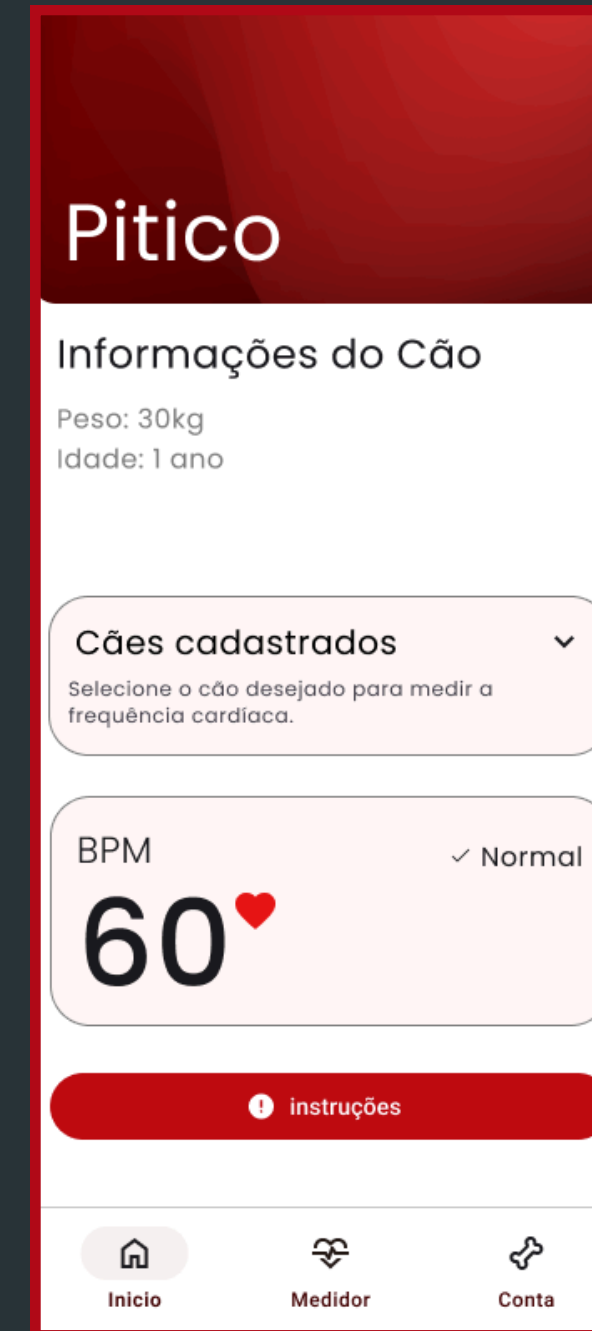 Pitico
Informações do Cão
Peso: 30kg
Idade: 1 ano
Cães cadastrados
Selecione o cão desejado para medir a
frequência cardíaca.
BPM
Normal
60
instruções
Inicio
Medidor
Conta